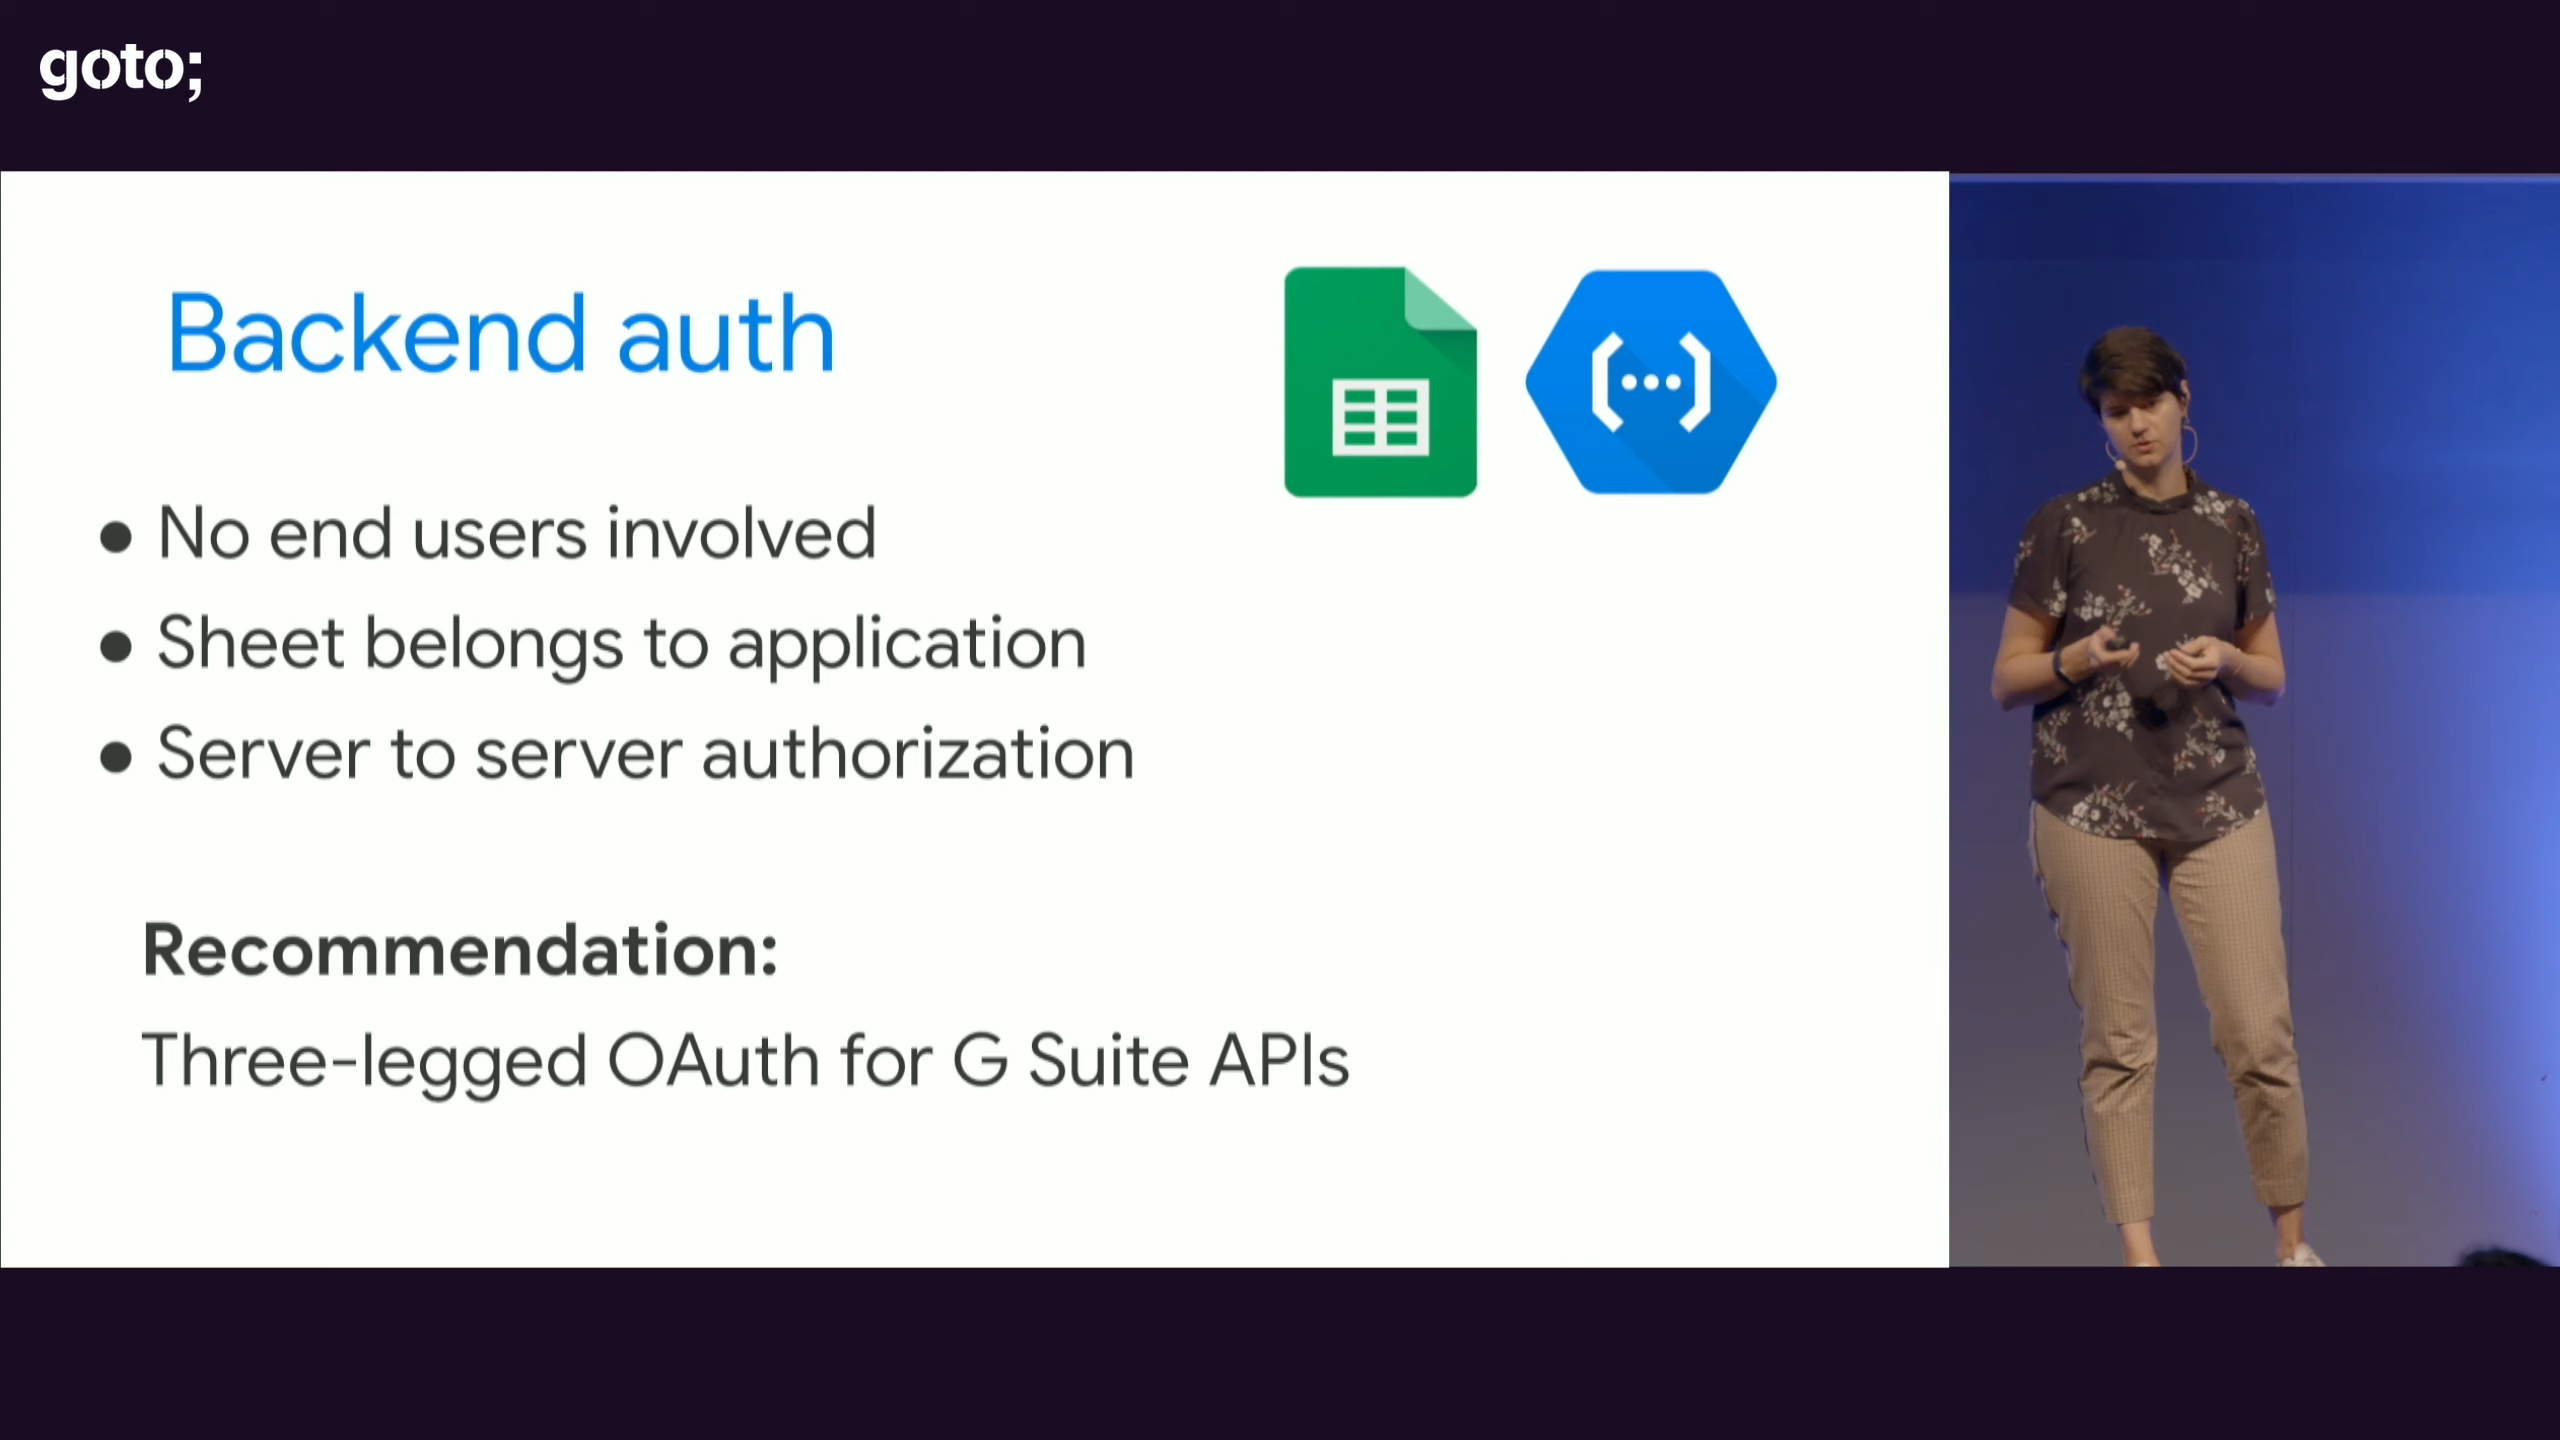 goto;
Backend auth
● No end users involved
● Sheet belongs to application
● Server to server authorization
Recommendation:
Three-legged OAuth for G Suite APIs